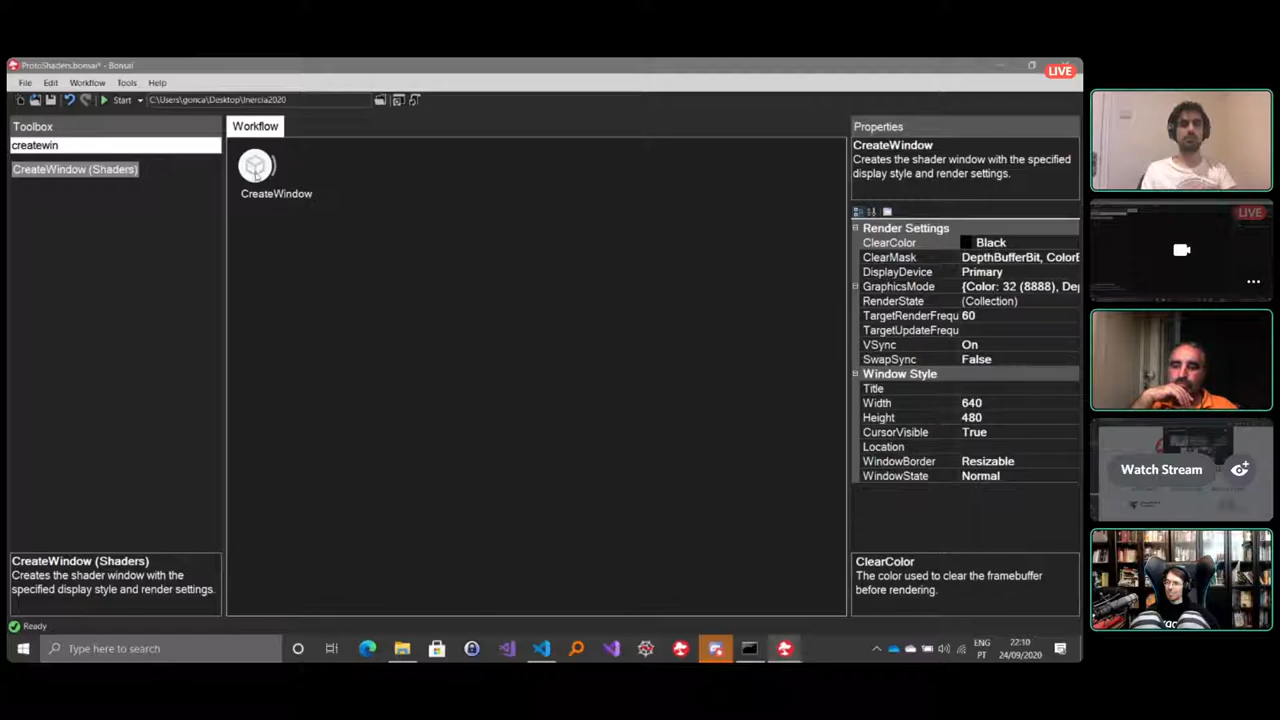 ProtoShaders.bonsai* - Bonsai
LIVE
File Edit Workflow Tools Help
Start C:\Users\gonca\Desktop\Inercia2020
Toolbox
createwin
CreateWindow (Shaders)
Workflow
CreateWindow
Properties
CreateWindow
Creates the shader window with the specified display style and render settings.
Render Settings
ClearColor Black
ClearMask DepthBufferBit, ColorE
DisplayDevice Primary
GraphicsMode {Color: 32 (8888), De
RenderState (Collection)
TargetRenderFrequ 60
TargetUpdateFrequ
VSync On
SwapSync False
Window Style
Title
Width 640
Height 480
CursorVisible True
Location
WindowBorder Resizable
WindowState Normal
CreateWindow (Shaders)
Creates the shader window with the
specified display style and render settings.
ClearColor
The color used to clear the framebuffer
before rendering.
Ready
Type here to search
ENG
PT
22:10
24/09/2020
LIVE
Watch Stream